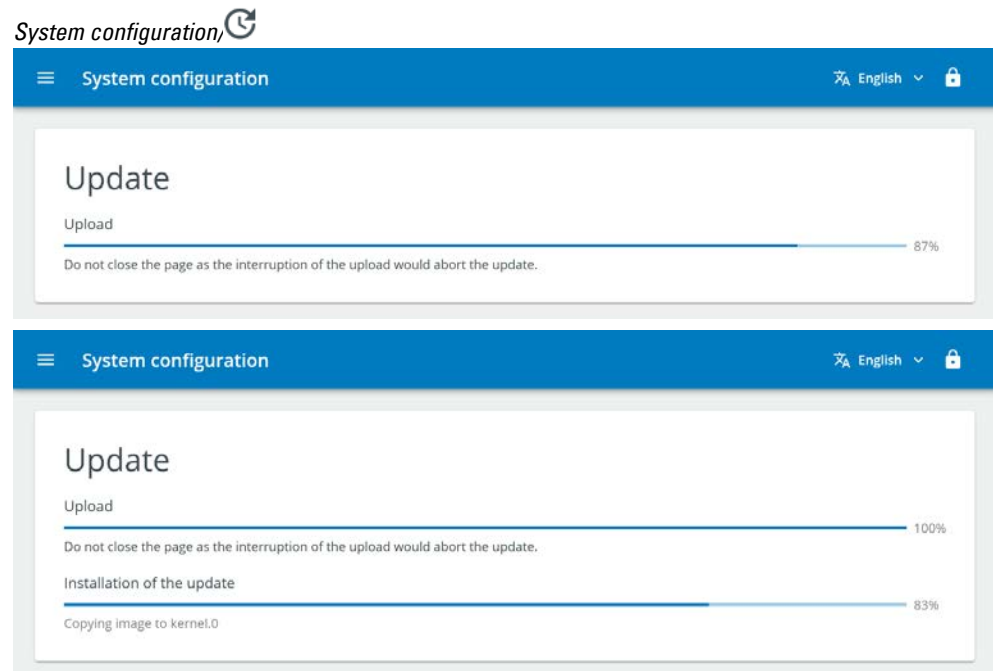 System configuration/
System configuration
English
Update
Upload
87%
Do not close the page as the interruption of the upload would abort the update.
System configuration
English
Update
Upload
100%
Do not close the page as the interruption of the upload would abort the update.
Installation of the update
83%
Copying image to kernel.0